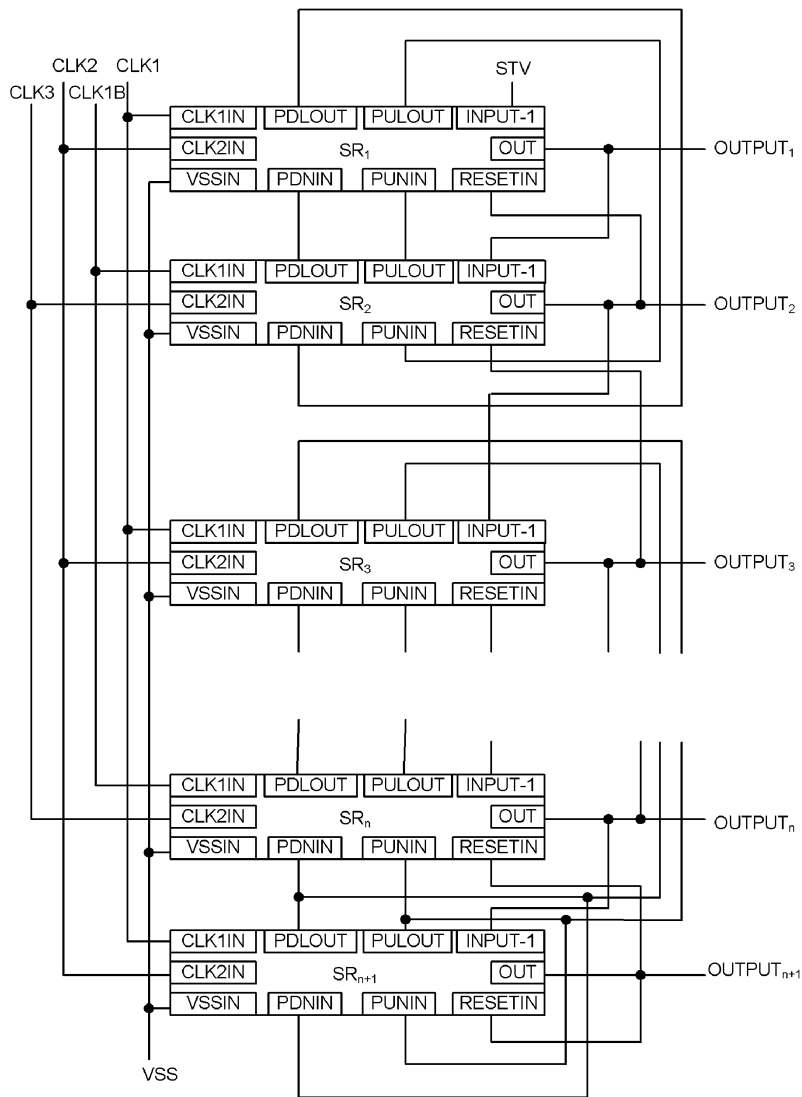 CLK2 CLK1 STV
CLK3 CLK1B
CLK1IN PDLOUT PULOUT INPUT-1
CLK2IN SR₁ OUT OUTPUT₁
VSSIN PDNIN PUNIN RESETIN
CLK1IN PDLOUT PULOUT INPUT-1
CLK2IN SR₂ OUT OUTPUT₂
VSSIN PDNIN PUNIN RESETIN
CLK1IN PDLOUT PULOUT INPUT-1
CLK2IN SR₃ OUT OUTPUT₃
VSSIN PDNIN PUNIN RESETIN
CLK1IN PDLOUT PULOUT INPUT-1
CLK2IN SRₙ OUT OUTPUTₙ
VSSIN PDNIN PUNIN RESETIN
CLK1IN PDLOUT PULOUT INPUT-1
CLK2IN SRₙ₊₁ OUT OUTPUTₙ₊₁
VSSIN PDNIN PUNIN RESETIN
VSS